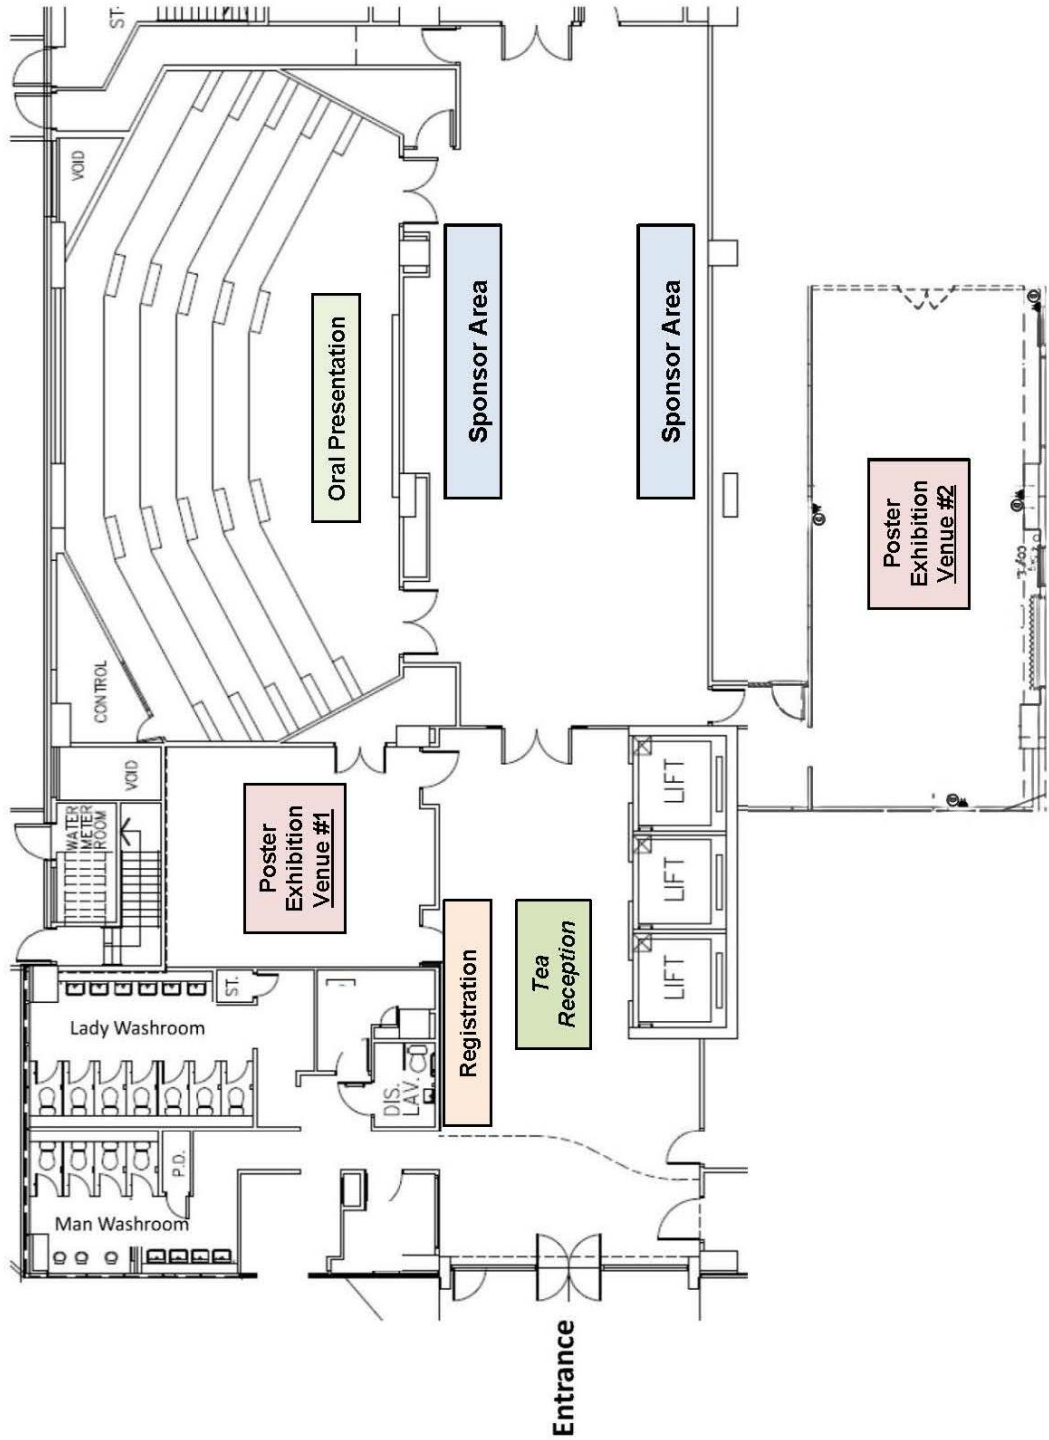 ST.
VOID
CONTROL
VOID
WATER
METER
ROOM
Oral Presentation
Sponsor Area
Sponsor Area
Poster
Exhibition
Venue #2
Poster
Exhibition
Venue #1
LIFT
LIFT
LIFT
Registration
Tea
Reception
ST.
Lady Washroom
DIS.
LAV.
P.D.
Man Washroom
Entrance